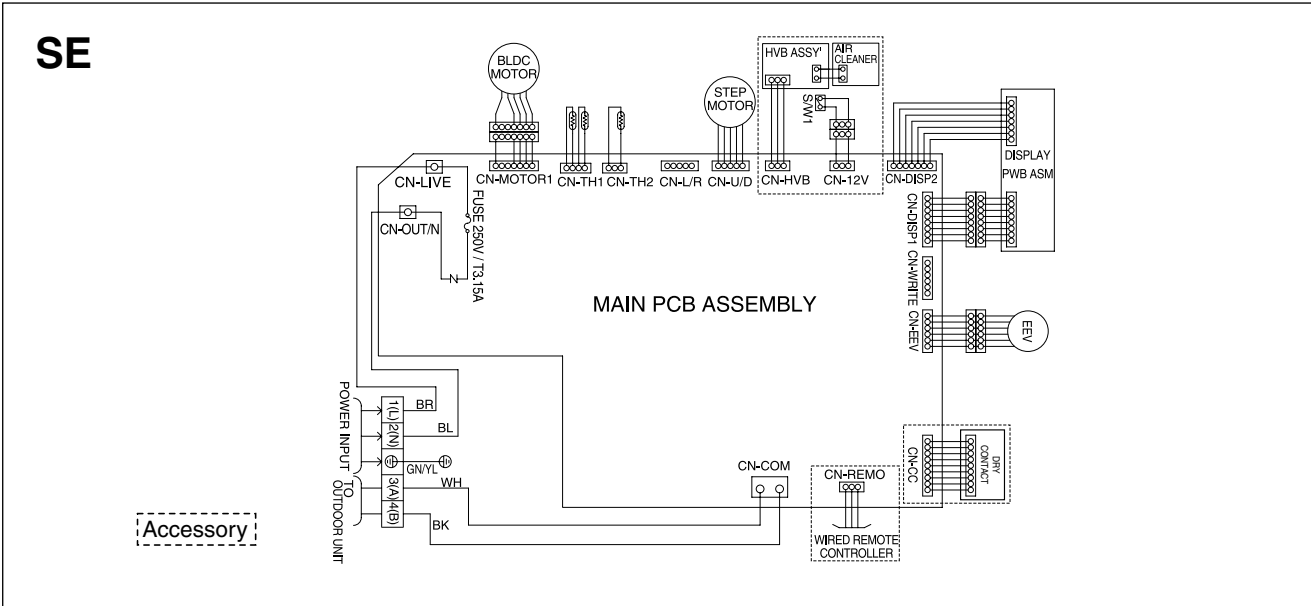 SE
BLDC
MOTOR
STEP
MOTOR
HVB ASSY'
AIR
CLEANER
S/W1
CN-LIVE
CN-MOTOR1
CN-TH1
CN-TH2
CN-L/R
CN-U/D
CN-HVB
CN-12V
CN-DISP2
DISPLAY
PWB ASM
CN-OUT/N
FUSE 250V / T3.15A
CN-DISP1
CN-WRITE
CN-EEV
EEV
MAIN PCB ASSEMBLY
POWER INPUT
1(L)
2(N)
BR
BL
GN/YL
3(A)
4(B)
WH
BK
TO
OUTDOOR UNIT
CN-COM
CN-REMO
WIRED REMOTE
CONTROLLER
CN-CC
DRY
CONTACT
Accessory